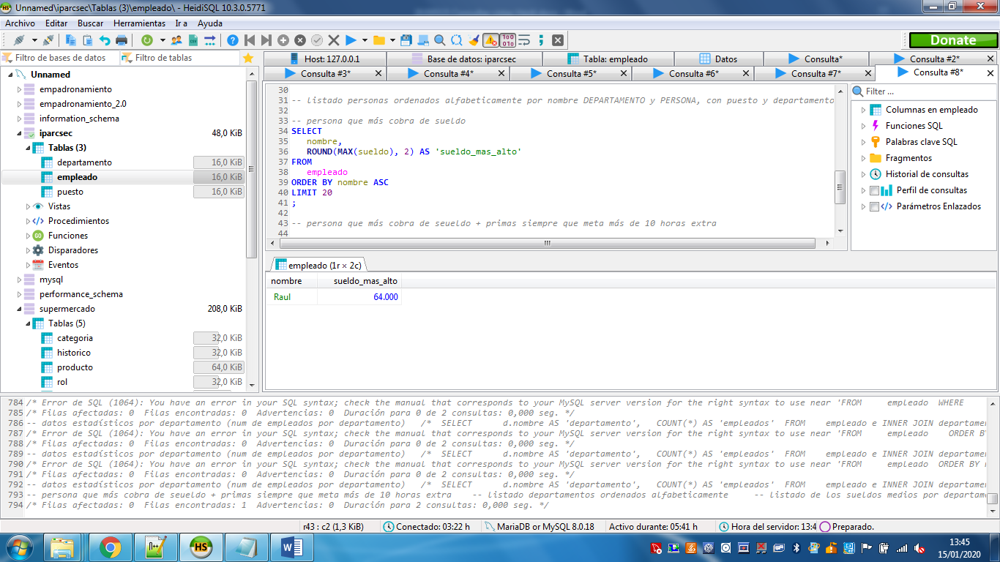 Unnamed\iparcsec\Tablas (3)\empleado\ - HeidiSQL 10.3.0.5771
Archivo Editar Buscar Herramientas Ir a Ayuda
Donate
Filtro de bases de datos Filtro de tablas
Host: 127.0.0.1 Base de datos: iparcsec Tabla: empleado Datos Consulta* Consulta #2*
Consulta #3* Consulta #4* Consulta #5* Consulta #6* Consulta #7* Consulta #8*
Unnamed
empadronamiento
empadronamiento_2.0
information_schema
iparcsec 48,0 KiB
Tablas (3)
departamento 16,0 KiB
empleado 16,0 KiB
puesto 16,0 KiB
Vistas
Procedimientos
Funciones
Disparadores
Eventos
mysql
performance_schema
supermercado 208,0 KiB
Tablas (5)
categoria 32,0 KiB
historico 32,0 KiB
producto 64,0 KiB
rol 32,0 KiB
30
31 -- listado personas ordenados alfabeticamente por nombre DEPARTAMENTO y PERSONA, con puesto y departamento
32
33 -- persona que más cobra de sueldo
34 SELECT
35 nombre,
36 ROUND(MAX(sueldo), 2) AS 'sueldo_mas_alto'
37 FROM
38 empleado
39 ORDER BY nombre ASC
40 LIMIT 20
41 ;
42
43 -- persona que más cobra de seueldo + primas siempre que meta más de 10 horas extra
44
Filter ...
Columnas en empleado
Funciones SQL
Palabras clave SQL
Fragmentos
Historial de consultas
Perfil de consultas
Parámetros Enlazados
empleado (1r × 2c)
nombre sueldo_mas_alto
Raul 64.000
784 /* Error de SQL (1064): You have an error in your SQL syntax; check the manual that corresponds to your MySQL server version for the right syntax to use near 'FROM empleado WHERE
785 /* Filas afectadas: 0 Filas encontradas: 0 Advertencias: 0 Duración para 0 de 2 consultas: 0,000 seg. */
786 -- datos estadísticos por departamento (num de empleados por departamento) /* SELECT d.nombre AS 'departamento', COUNT(*) AS 'empleados' FROM empleado e INNER JOIN departamen
787 /* Error de SQL (1064): You have an error in your SQL syntax; check the manual that corresponds to your MySQL server version for the right syntax to use near 'FROM empleado ORDER BY
788 /* Filas afectadas: 0 Filas encontradas: 0 Advertencias: 0 Duración para 0 de 2 consultas: 0,000 seg. */
789 -- datos estadísticos por departamento (num de empleados por departamento) /* SELECT d.nombre AS 'departamento', COUNT(*) AS 'empleados' FROM empleado e INNER JOIN departamen
790 /* Error de SQL (1064): You have an error in your SQL syntax; check the manual that corresponds to your MySQL server version for the right syntax to use near 'FROM empleado ORDER BY
791 /* Filas afectadas: 0 Filas encontradas: 0 Advertencias: 0 Duración para 0 de 2 consultas: 0,000 seg. */
792 -- datos estadísticos por departamento (num de empleados por departamento) /* SELECT d.nombre AS 'departamento', COUNT(*) AS 'empleados' FROM empleado e INNER JOIN departamen
793 -- persona que más cobra de seueldo + primas siempre que meta más de 10 horas extra -- listado departamentos ordenados alfabeticamente -- listado de los sueldos medios por departam
794 /* Filas afectadas: 0 Filas encontradas: 1 Advertencias: 0 Duración para 2 consultas: 0,000 seg. */
r43 : c2 (1,3 KiB) Conectado: 03:22 h MariaDB or MySQL 8.0.18 Activo durante: 05:41 h Hora del servidor: 13:4 Preparado.
13:45
15/01/2020